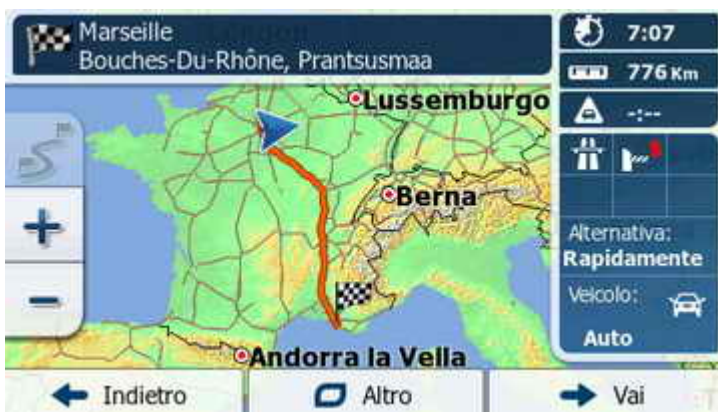 Marseille
Bouches-Du-Rhône, Prantsusmaa
7:07
776 Km
-:--
Lussemburgo
Berna
Andorra la Vella
Alternativa:
Rapidamente
Veicolo:
Auto
Indietro
Altro
Vai